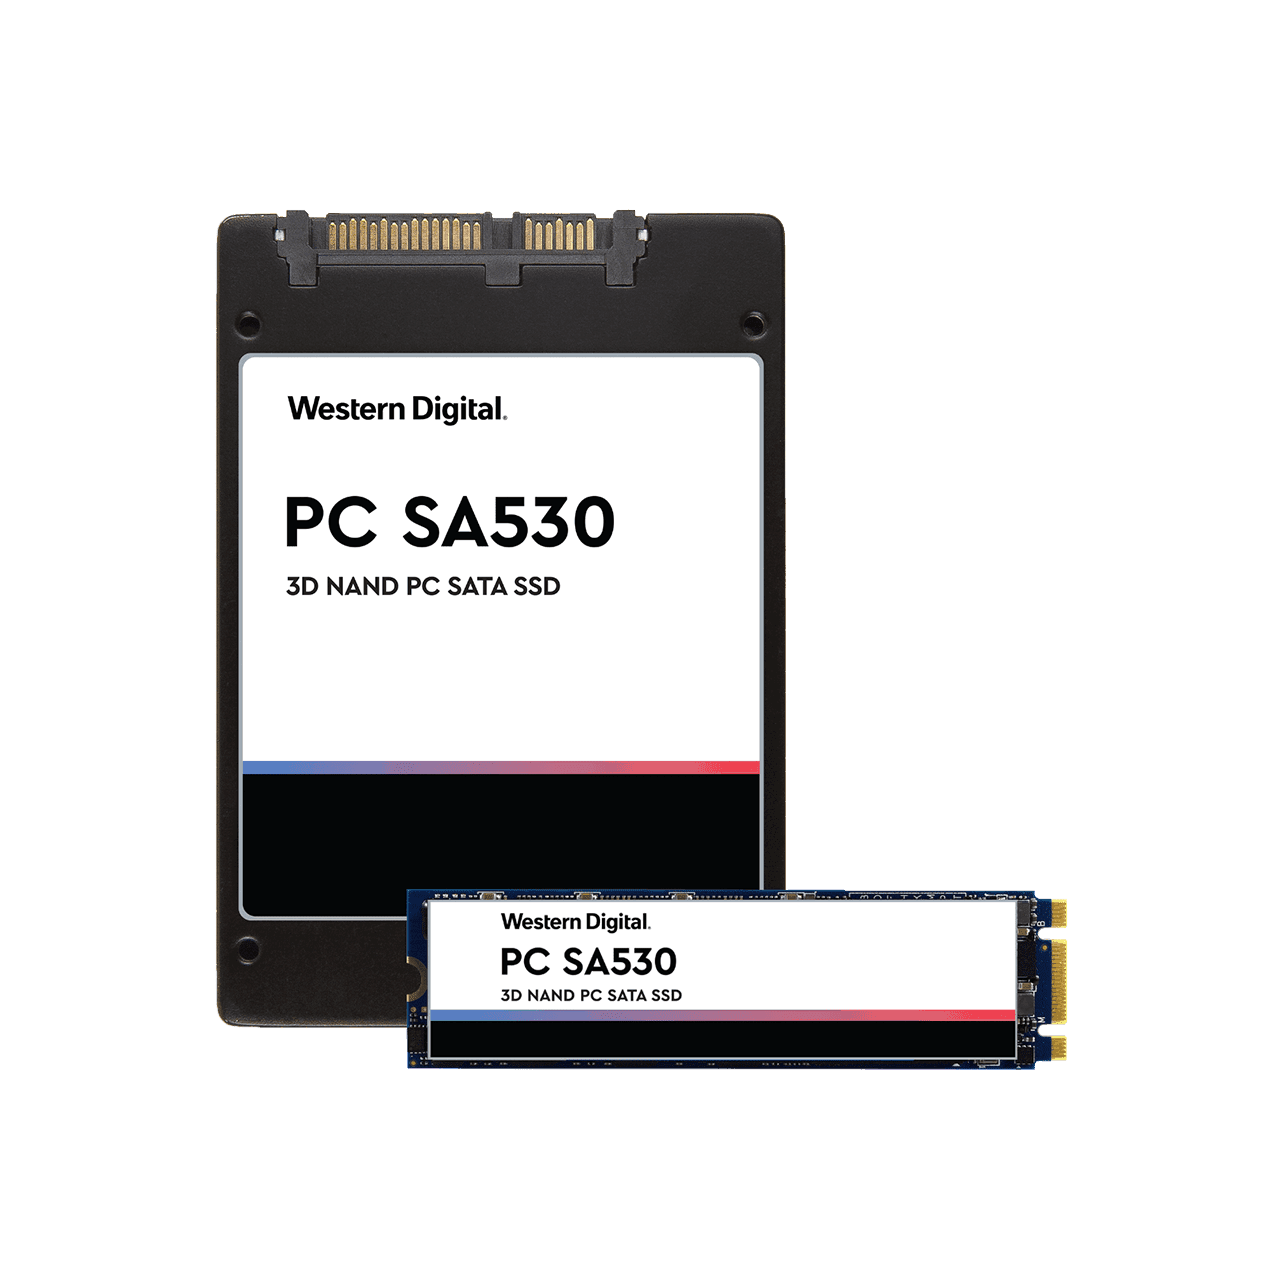 Western Digital.
PC SA530
3D NAND PC SATA SSD
Western Digital.
PC SA530
3D NAND PC SATA SSD
B
M